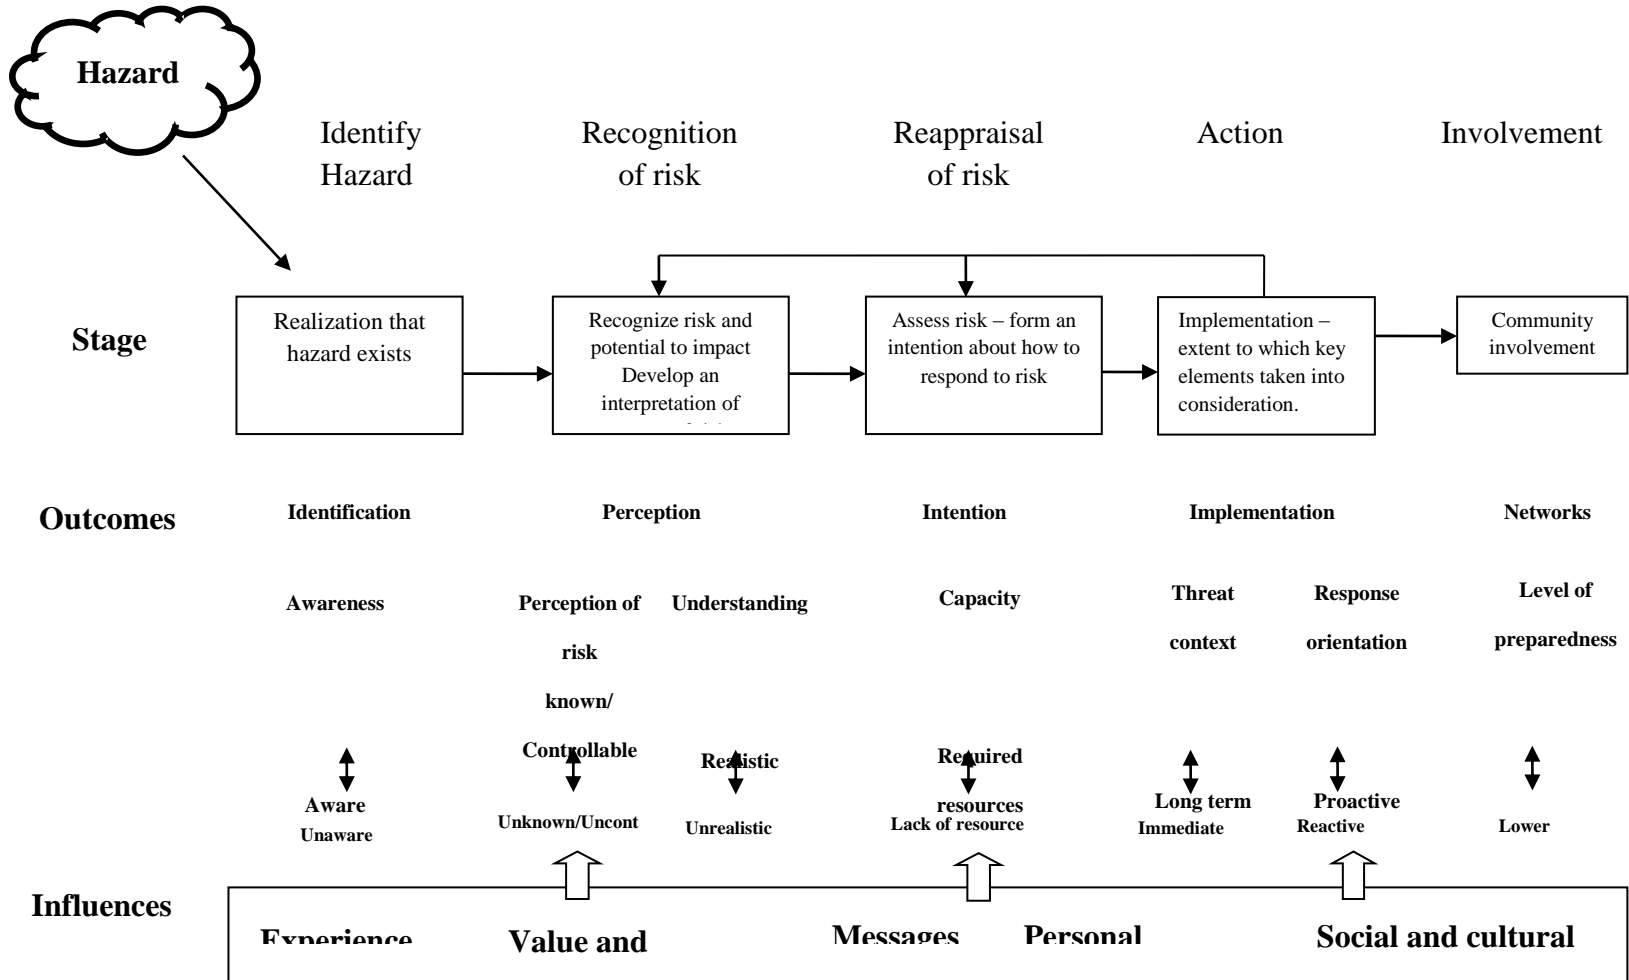 Hazard
Identify
Hazard
Recognition
of risk
Reappraisal
of risk
Action
Involvement
Stage
Realization that
hazard exists
Recognize risk and
potential to impact
Develop an
interpretation of
Assess risk – form an
intention about how to
respond to risk
Implementation –
extent to which key
elements taken into
consideration.
Community
involvement
Outcomes
Identification
Perception
Intention
Implementation
Networks
Awareness
Perception of
risk
known/
Controllable
Understanding
Capacity
Threat
context
Response
orientation
Level of
preparedness
Realistic
Required
resources
Aware
Unaware
Unknown/Uncont
Unrealistic
Lack of resource
Long term
Immediate
Proactive
Reactive
Lower
Influences
Experience
Value and
Messages
Personal
Social and cultural